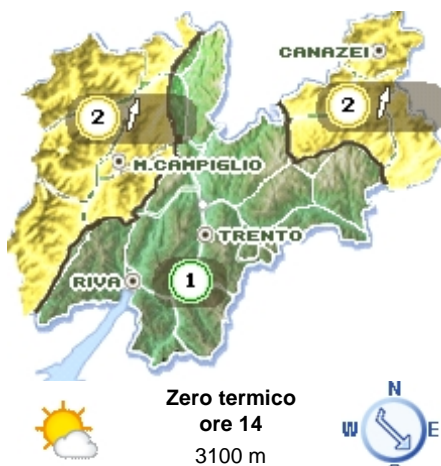 CANAZEI
2
2
M.CAMPIGLIO
TRENTO
RIVA
1
Zero termico
ore 14
3100 m
N
W E